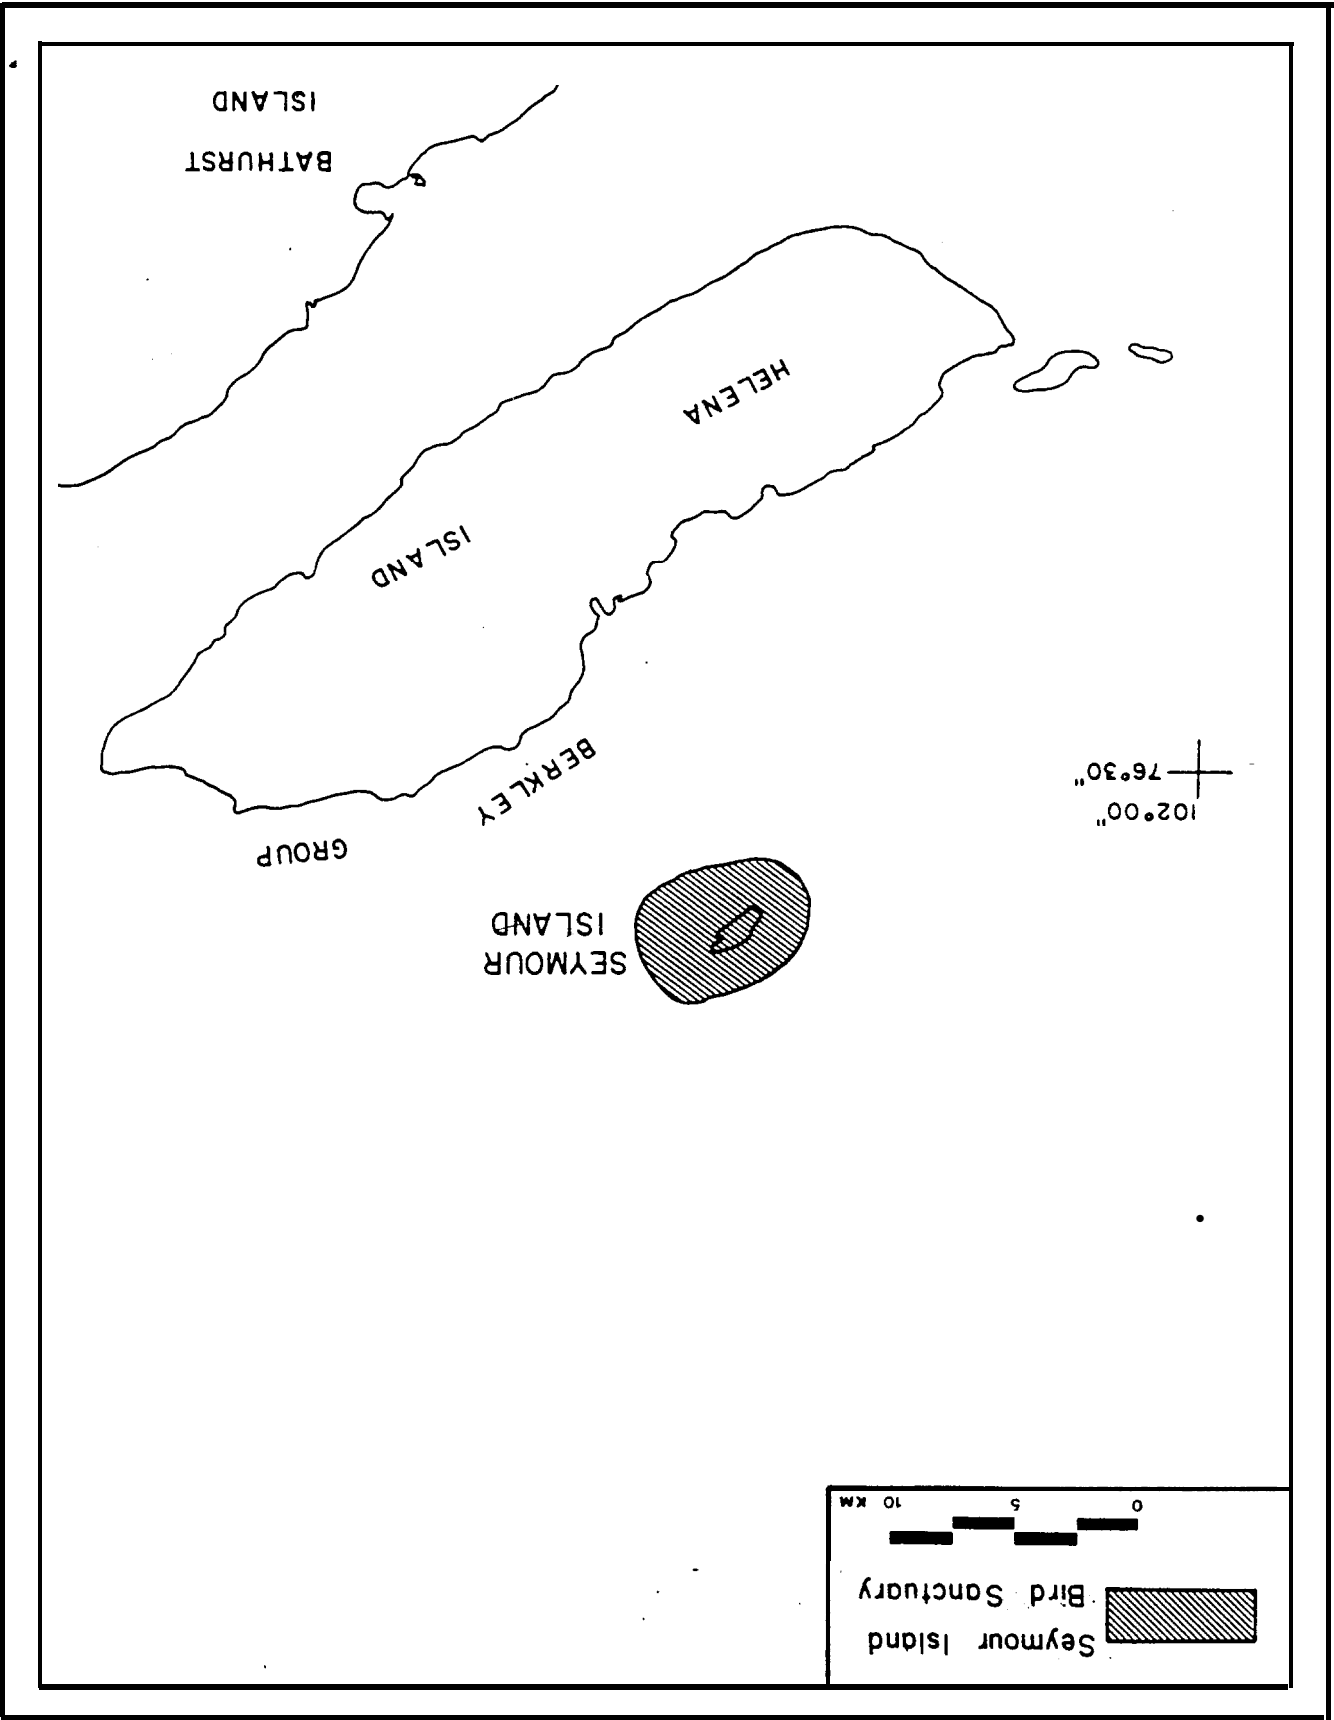 Seymour Island
Bird Sanctuary
0 5 10 KM
SEYMOUR
ISLAND
GROUP
102°00"
76°30"
BERKLEY
ISLAND
HELENA
BATHURST
ISLAND